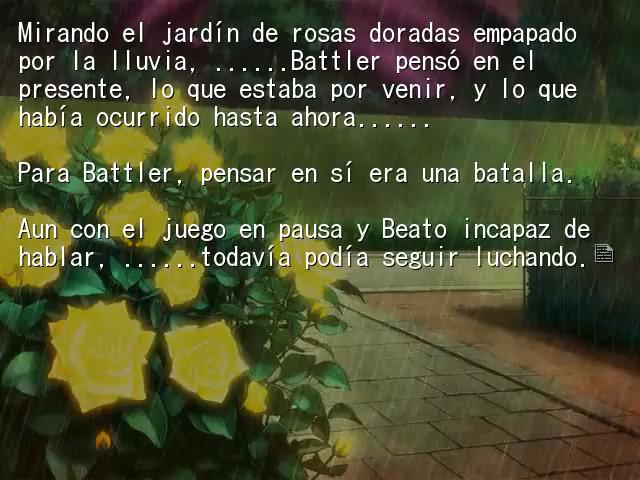 Mirando el jardín de rosas doradas empapado
por la lluvia, ......Battler pensó en el
presente, lo que estaba por venir, y lo que
había ocurrido hasta ahora......
Para Battler, pensar en sí era una batalla.
Aun con el juego en pausa y Beato incapaz de
hablar, ......todavía podía seguir luchando.